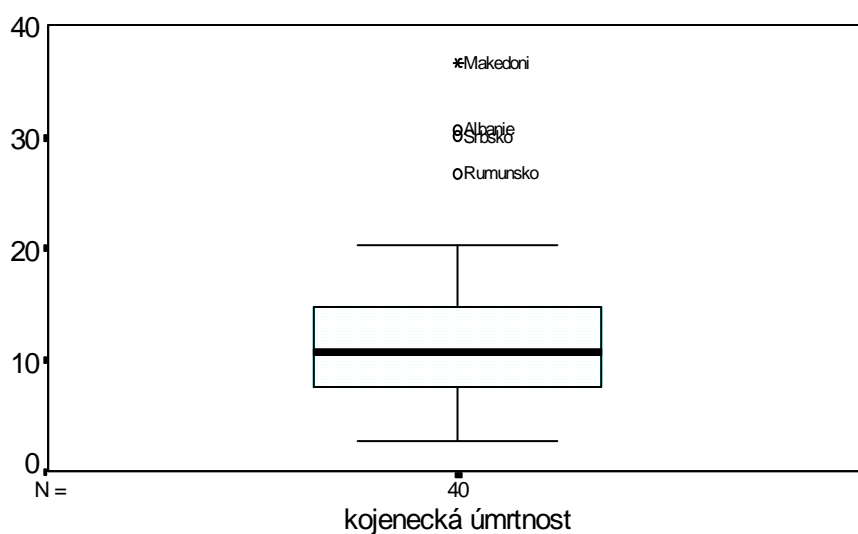 40
Makedoni
30
Albanie
Srbsko
Rumunsko
20
10
0
N =
40
kojenecká úmrtnost